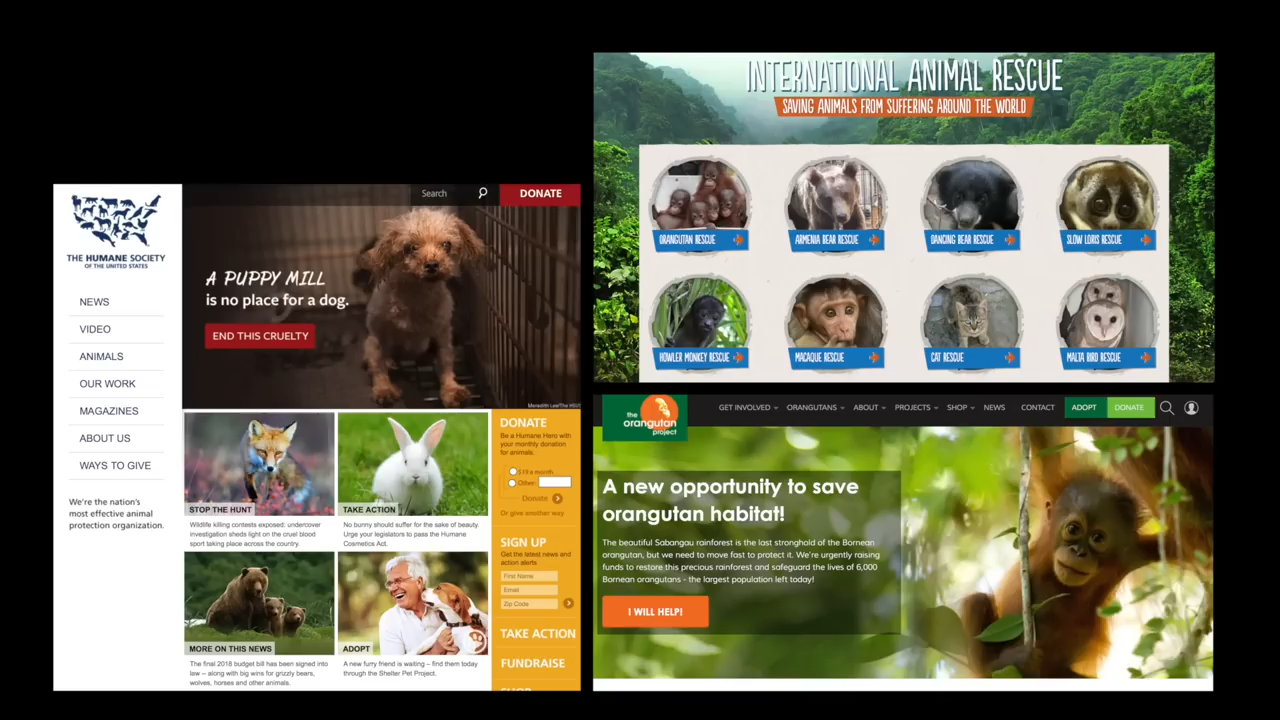 THE HUMANE SOCIETY
OF THE UNITED STATES
NEWS
VIDEO
ANIMALS
OUR WORK
MAGAZINES
ABOUT US
WAYS TO GIVE
We're the nation's
most effective animal
protection organization.
Search
DONATE
A PUPPY MILL
is no place for a dog.
END THIS CRUELTY
STOP THE HUNT
Wildlife killing contests exposed: undercover
investigation sheds light on the cruel blood
sport taking place across the country.
TAKE ACTION
No bunny should suffer for the sake of beauty.
Urge your legislators to pass the Humane
Cosmetics Act.
MORE ON THIS NEWS
The final 2018 budget bill has been signed into
law – along with big wins for grizzly bears,
wolves, horses and other animals.
ADOPT
A new furry friend is waiting – find them today
through the Shelter Pet Project.
DONATE
Be a Humane Hero with
your monthly donation
for animals.
$19 a month
Other:
Donate
Or give another way
SIGN UP
Get the latest news and
action alerts
First Name
Email
Zip Code
TAKE ACTION
FUNDRAISE
SHOP
INTERNATIONAL ANIMAL RESCUE
SAVING ANIMALS FROM SUFFERING AROUND THE WORLD
ORANGUTAN RESCUE
ARMENIA BEAR RESCUE
DANCING BEAR RESCUE
SLOW LORIS RESCUE
HOWLER MONKEY RESCUE
MACAQUE RESCUE
CAT RESCUE
MALTA BIRD RESCUE
the
orangutan
project
GET INVOLVED ORANGUTANS ABOUT PROJECTS SHOP NEWS CONTACT ADOPT DONATE
A new opportunity to save
orangutan habitat!
The beautiful Sabangau rainforest is the last stronghold of the Bornean
orangutan, but we need to move fast to protect it. We're urgently raising
funds to restore this precious rainforest and safeguard the lives of 6,000
Bornean orangutans - the largest population left today!
I WILL HELP!